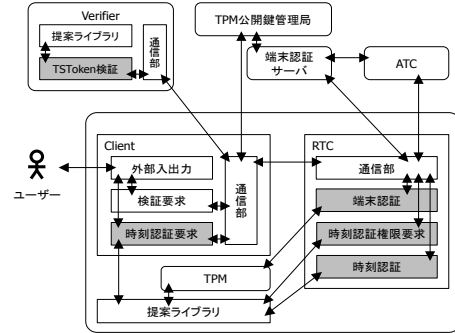 Verifier
提案ライブラリ
TSToken検証
通信部
TPM公開鍵管理局
端末認証
サーバ
ATC
Client
外部入出力
検証要求
時刻認証要求
通信部
RTC
通信部
端末認証
時刻認証権限要求
時刻認証
ユーザー
TPM
提案ライブラリ